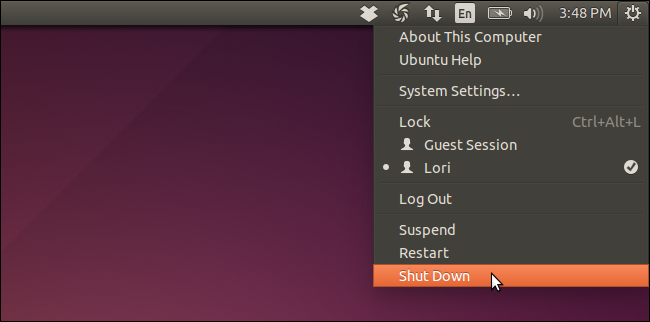 En 3:48 PM
About This Computer
Ubuntu Help
System Settings...
Lock Ctrl+Alt+L
Guest Session
Lori
Log Out
Suspend
Restart
Shut Down